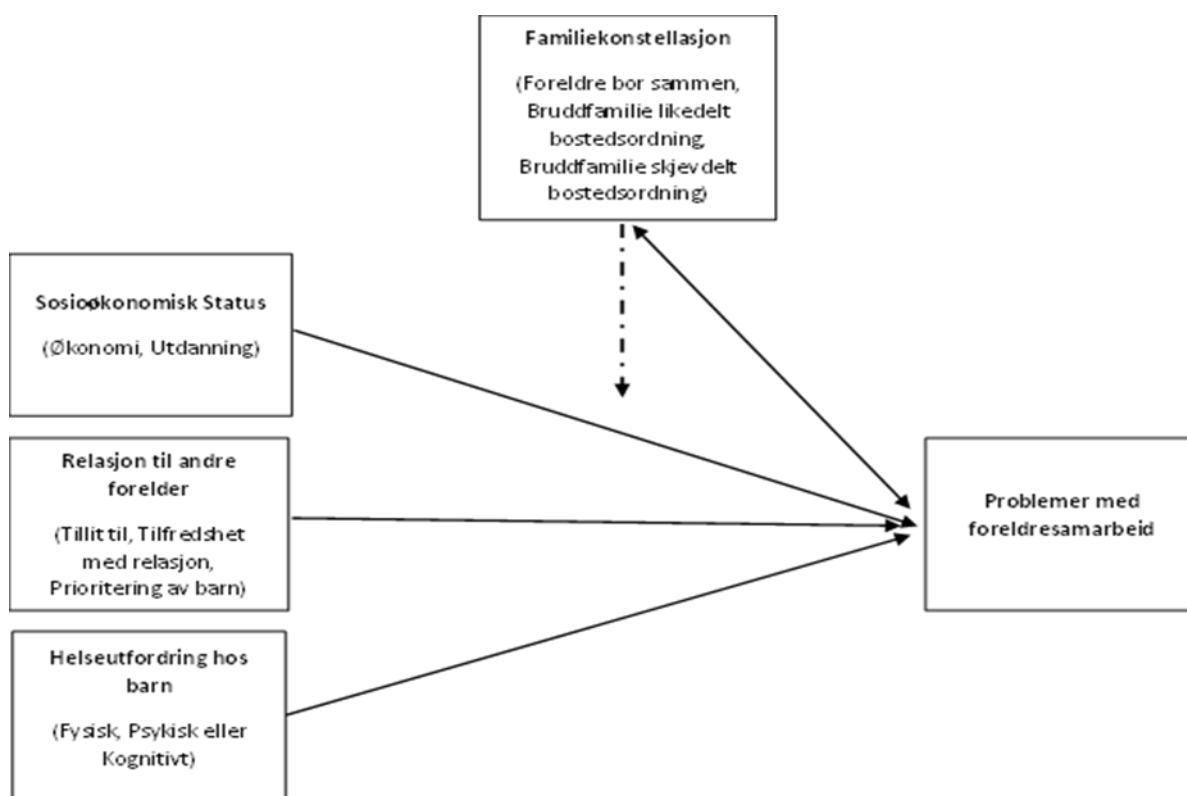 Familiekonstellasjon
(Foreldre bor sammen,
Bruddfamilie likedelt
bostedsordning,
Bruddfamilie skjevdelt
bostedsordning)
Sosioøkonomisk Status
(Økonomi, Utdanning)
Relasjon til andre
forelder
(Tillit til, Tilfredshet
med relasjon,
Prioritering av barn)
Helseutfordring hos
barn
(Fysisk, Psykisk eller
Kognitivt)
Problemer med
foreldresamarbeid